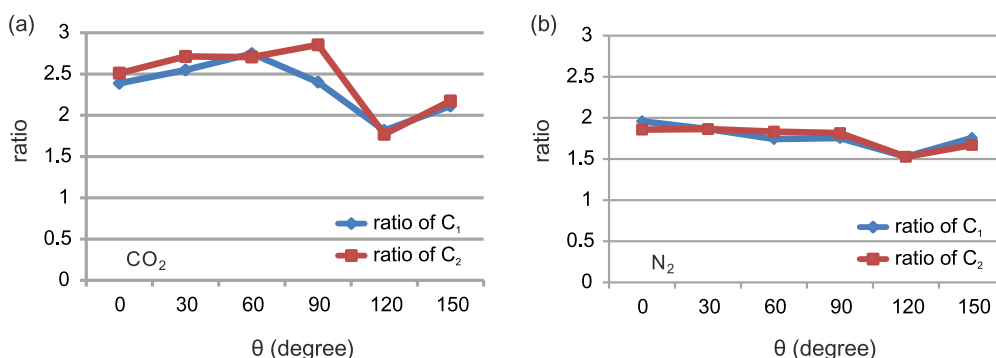 (a)
3
2.5
2
1.5
1
0.5
0
ratio
ratio of C₁
ratio of C₂
CO₂
0 30 60 90 120 150
θ (degree)
(b)
3
2.5
2
1.5
1
0.5
0
ratio
ratio of C₁
ratio of C₂
N₂
0 30 60 90 120 150
θ (degree)